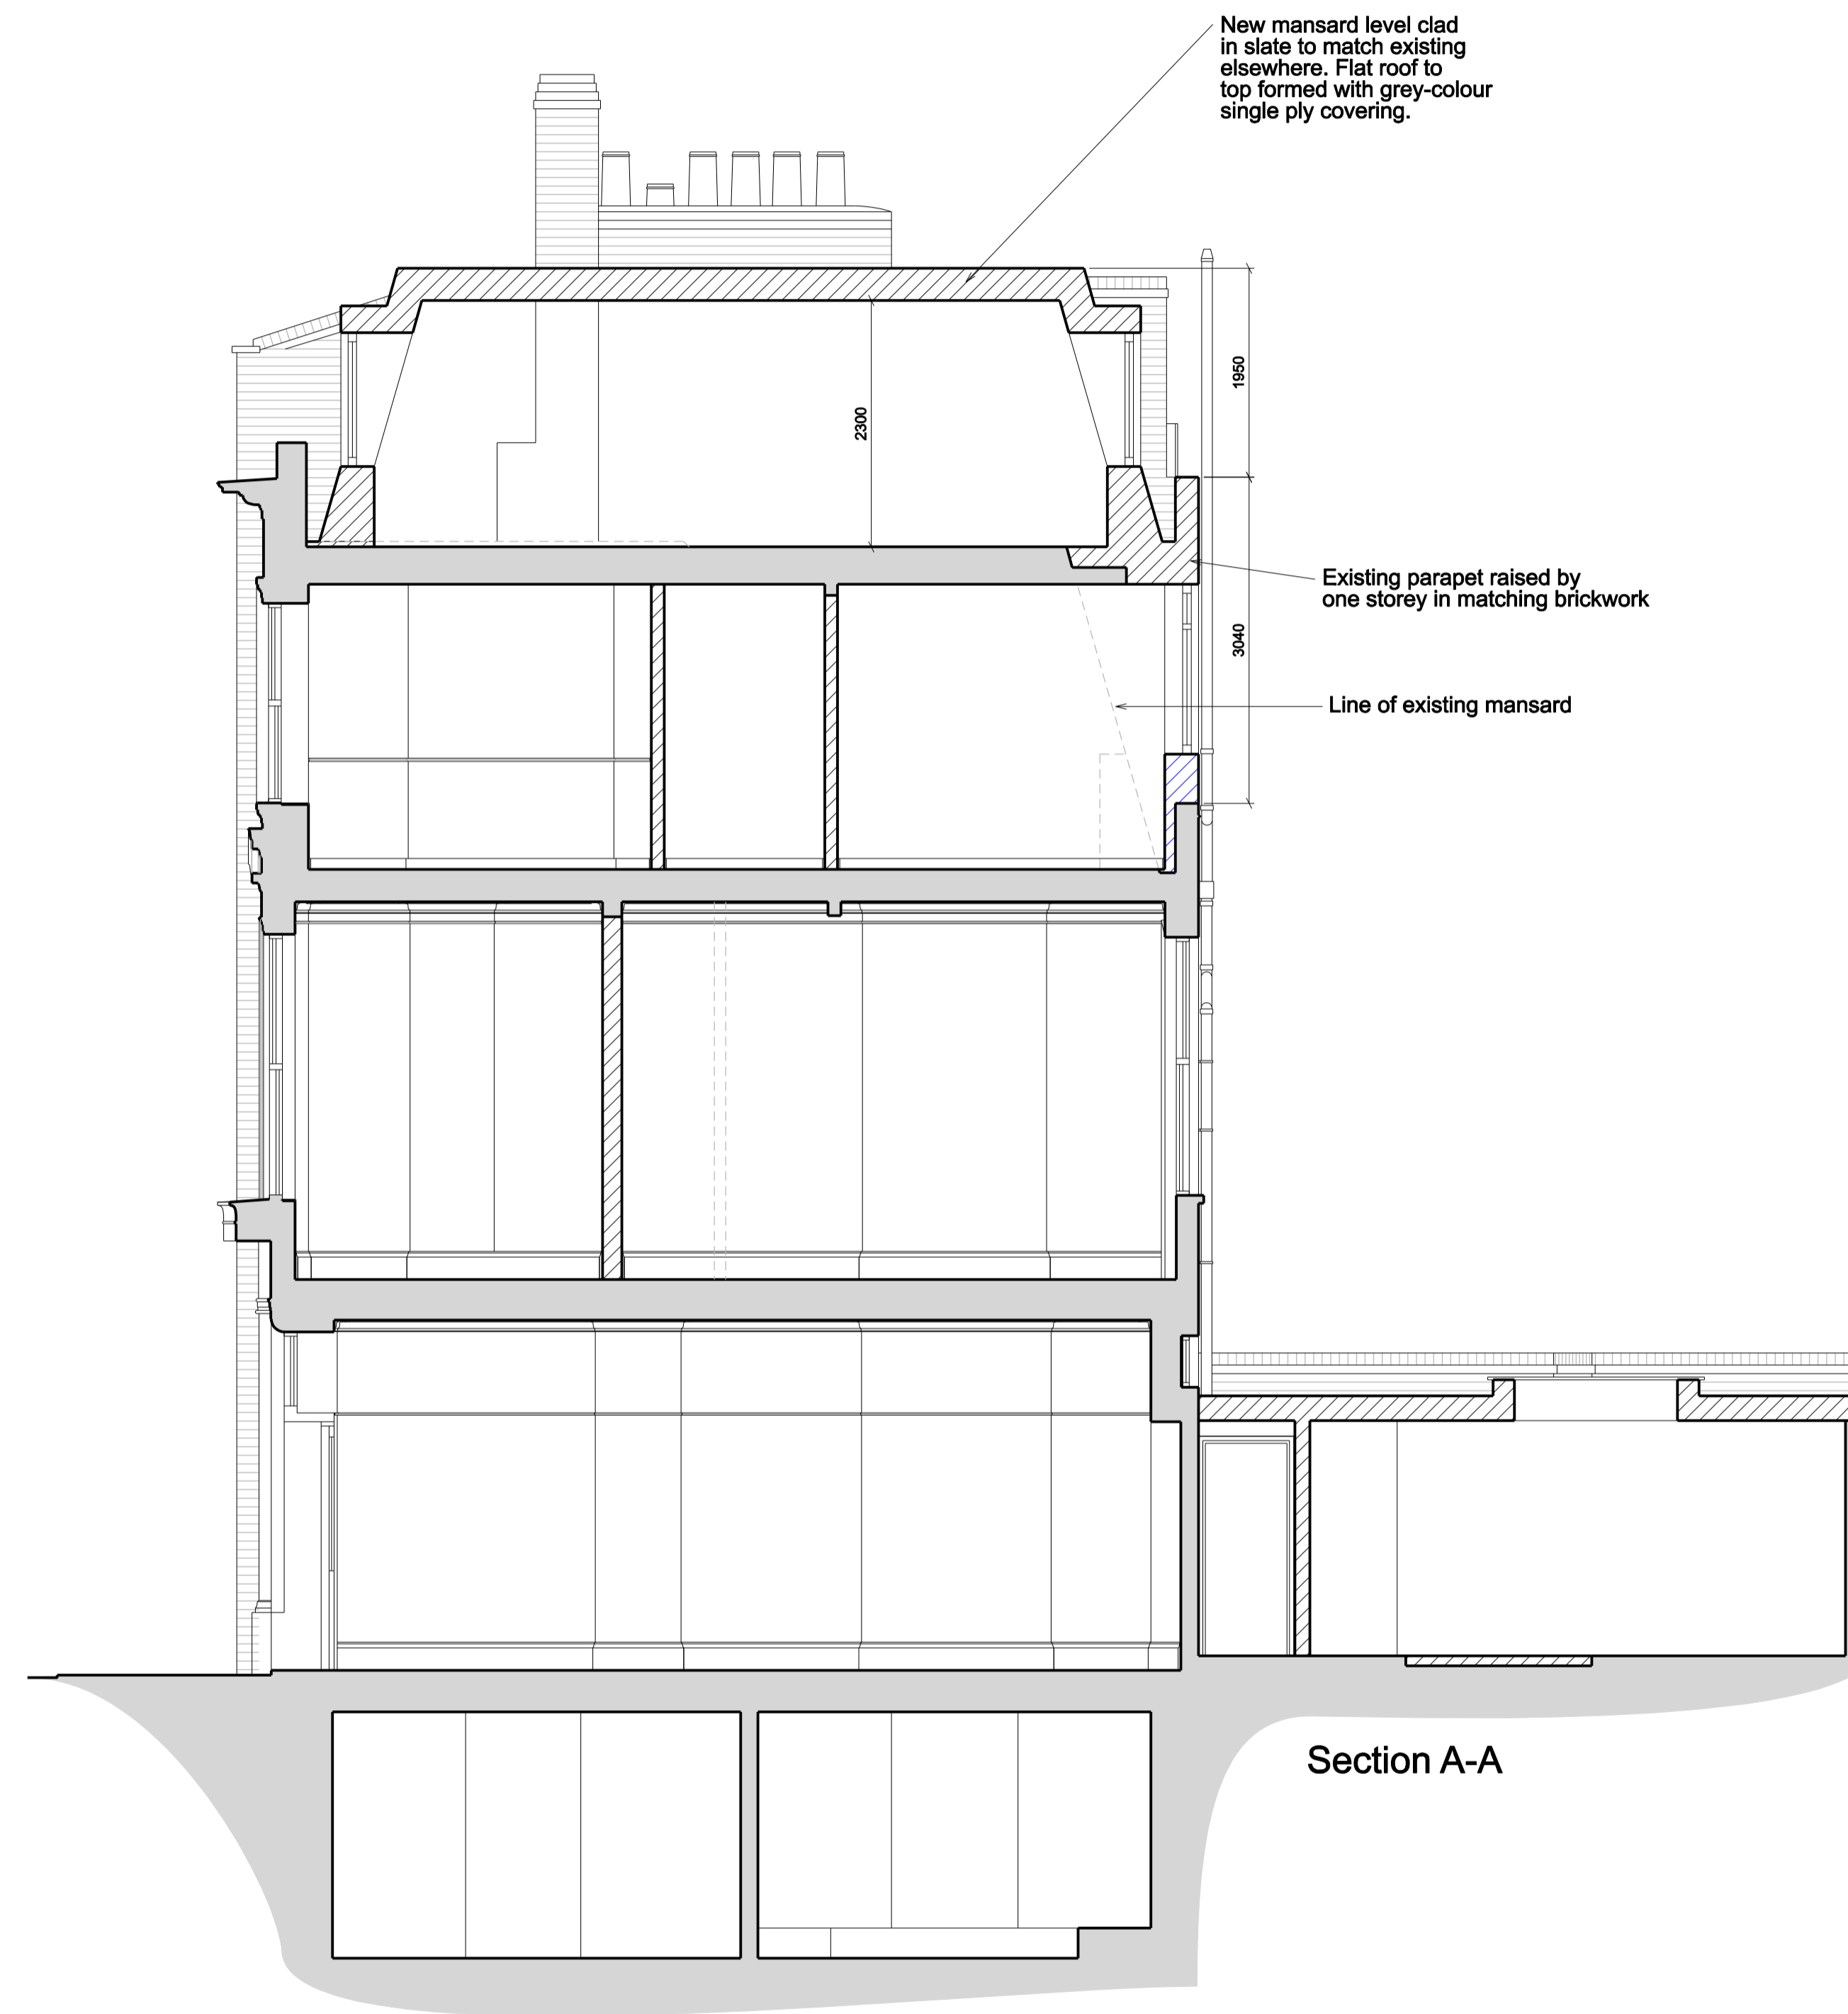 New mansard level clad
in slate to match existing
elsewhere. Flat roof to
top formed with grey-colour
single ply covering.
1950
2300
Existing parapet raised by
one storey in matching brickwork
3040
Line of existing mansard
Section A-A